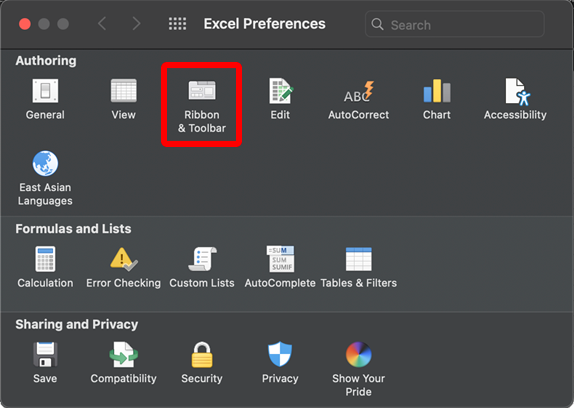 Excel Preferences
Search
Authoring
General
View
Ribbon
& Toolbar
Edit
ABC
AutoCorrect
Chart
Accessibility
East Asian
Languages
Formulas and Lists
Calculation
Error Checking
Custom Lists
=SUM
SUM
SUMIF
AutoComplete
Tables & Filters
Sharing and Privacy
Save
Compatibility
Security
Privacy
Show Your
Pride